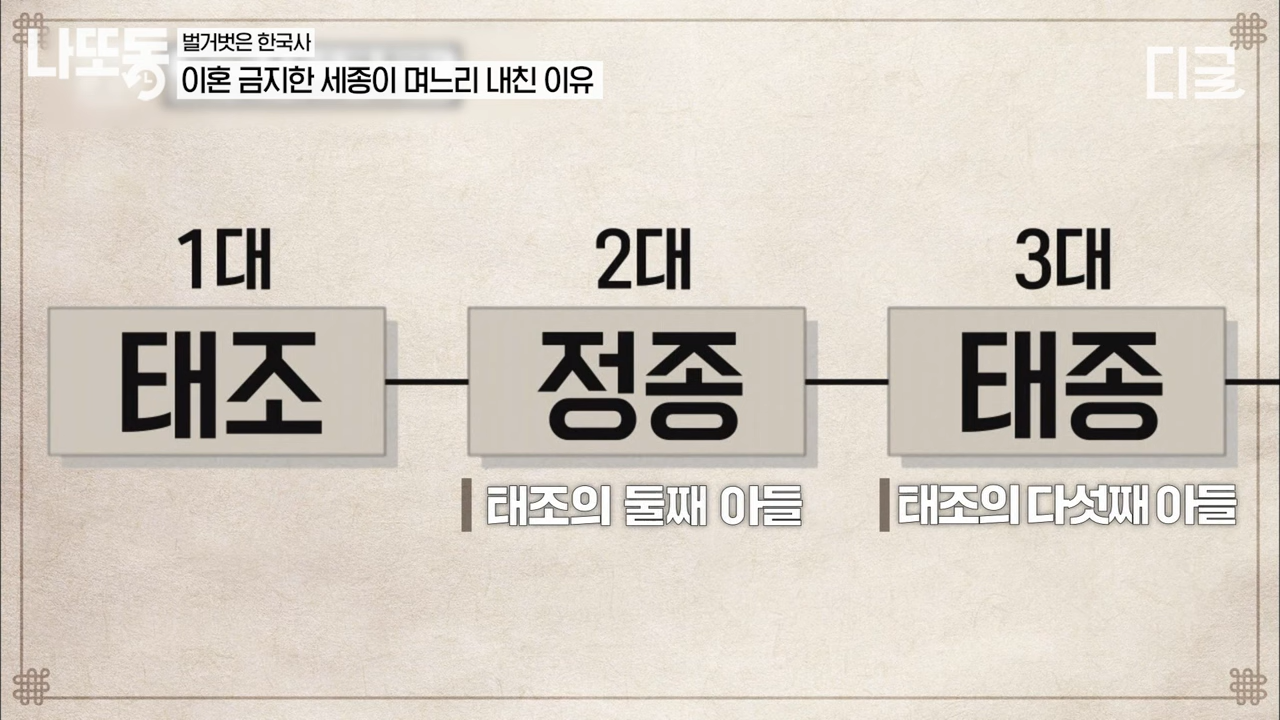 나또동
벌거벗은 한국사
이혼 금지한 세종이 며느리 내친 이유
디글
1대
2대
3대
태조
정종
태종
태조의 둘째 아들
태조의 다섯째 아들